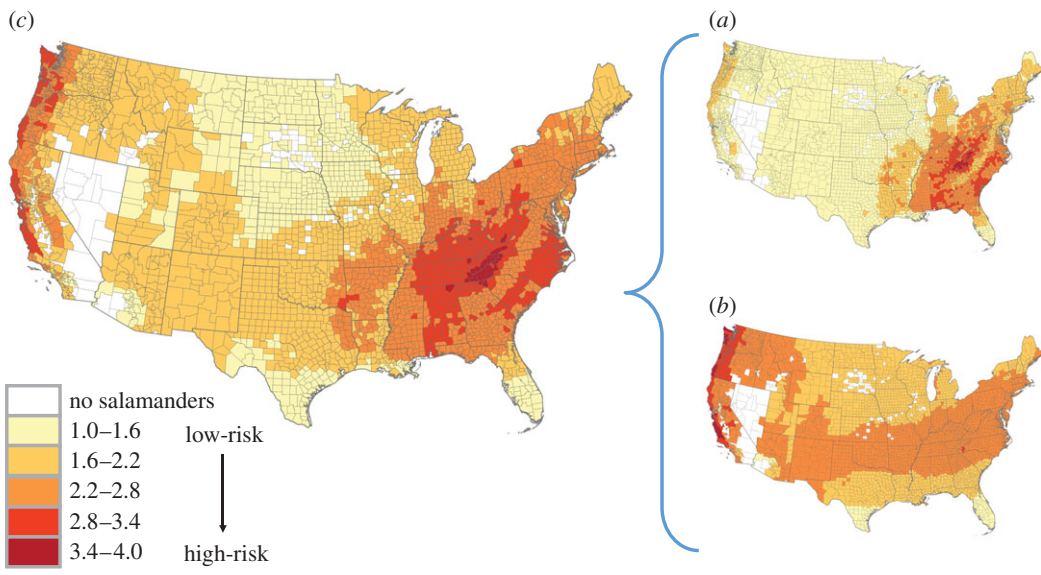 (c)
(a)
(b)
no salamanders
1.0–1.6
low-risk
1.6–2.2
2.2–2.8
2.8–3.4
3.4–4.0
high-risk